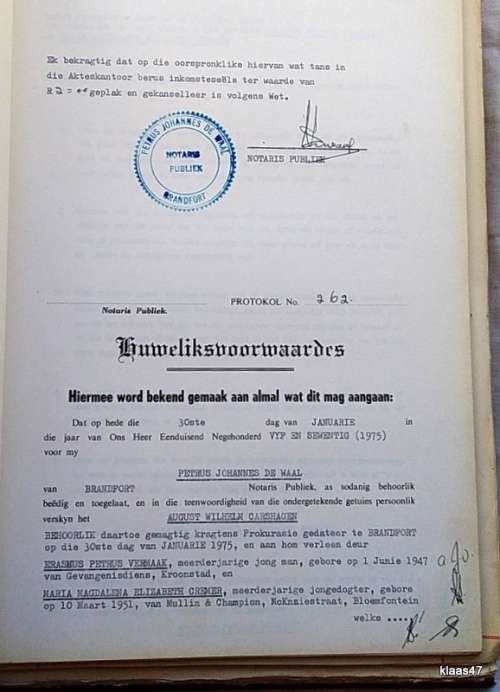 Ek bekragtig dat op die oorspronklike hiervan wat tans in
die Akteskantoor berus inkomsteseëls ter waarde van
R 2 = geplak en gekanselleer is volgens Wet.
PETRUS JOHANNES DE WAAL
NOTARIS
PUBLIEK
BRANDFORT
NOTARIS PUBLIEK
PROTOKOL No. 262.
Notaris Publiek.
Huweliksvoorwaardes
Hiermee word bekend gemaak aan almal wat dit mag aangaan:
Dat op hede die 30ste dag van JANUARIE in
die jaar van Ons Heer Eenduisend Negehonderd VYF EN SEWENTIG (1975)
voor my
PETRUS JOHANNES DE WAAL
van BRANDFORT Notaris Publiek, as sodanig behoorlik
beëdig en toegelaat, en in die teenwoordigheid van die ondergetekende getuies persoonlik
verskyn het AUGUST WILHELM CARSHAGEN
BEHOORLIK daartoe gemagtig kragtens Prokurasie gedateer te BRANDFORT
op die 30ste dag van JANUARIE 1975, en aan hom verleen deur
ERASMUS PETRUS VERMAAK, meerderjarige jong man, gebore op 1 Junie 1947
van Gevangenisdiens, Kroonstad, en
MARIA MAGDALENA ELIZABETH CREMER, meerderjarige jongedogter, gebore
op 10 Maart 1951, van Mullin & Champion, McKnziestraat, Bloemfontein
welke .....
klaas47